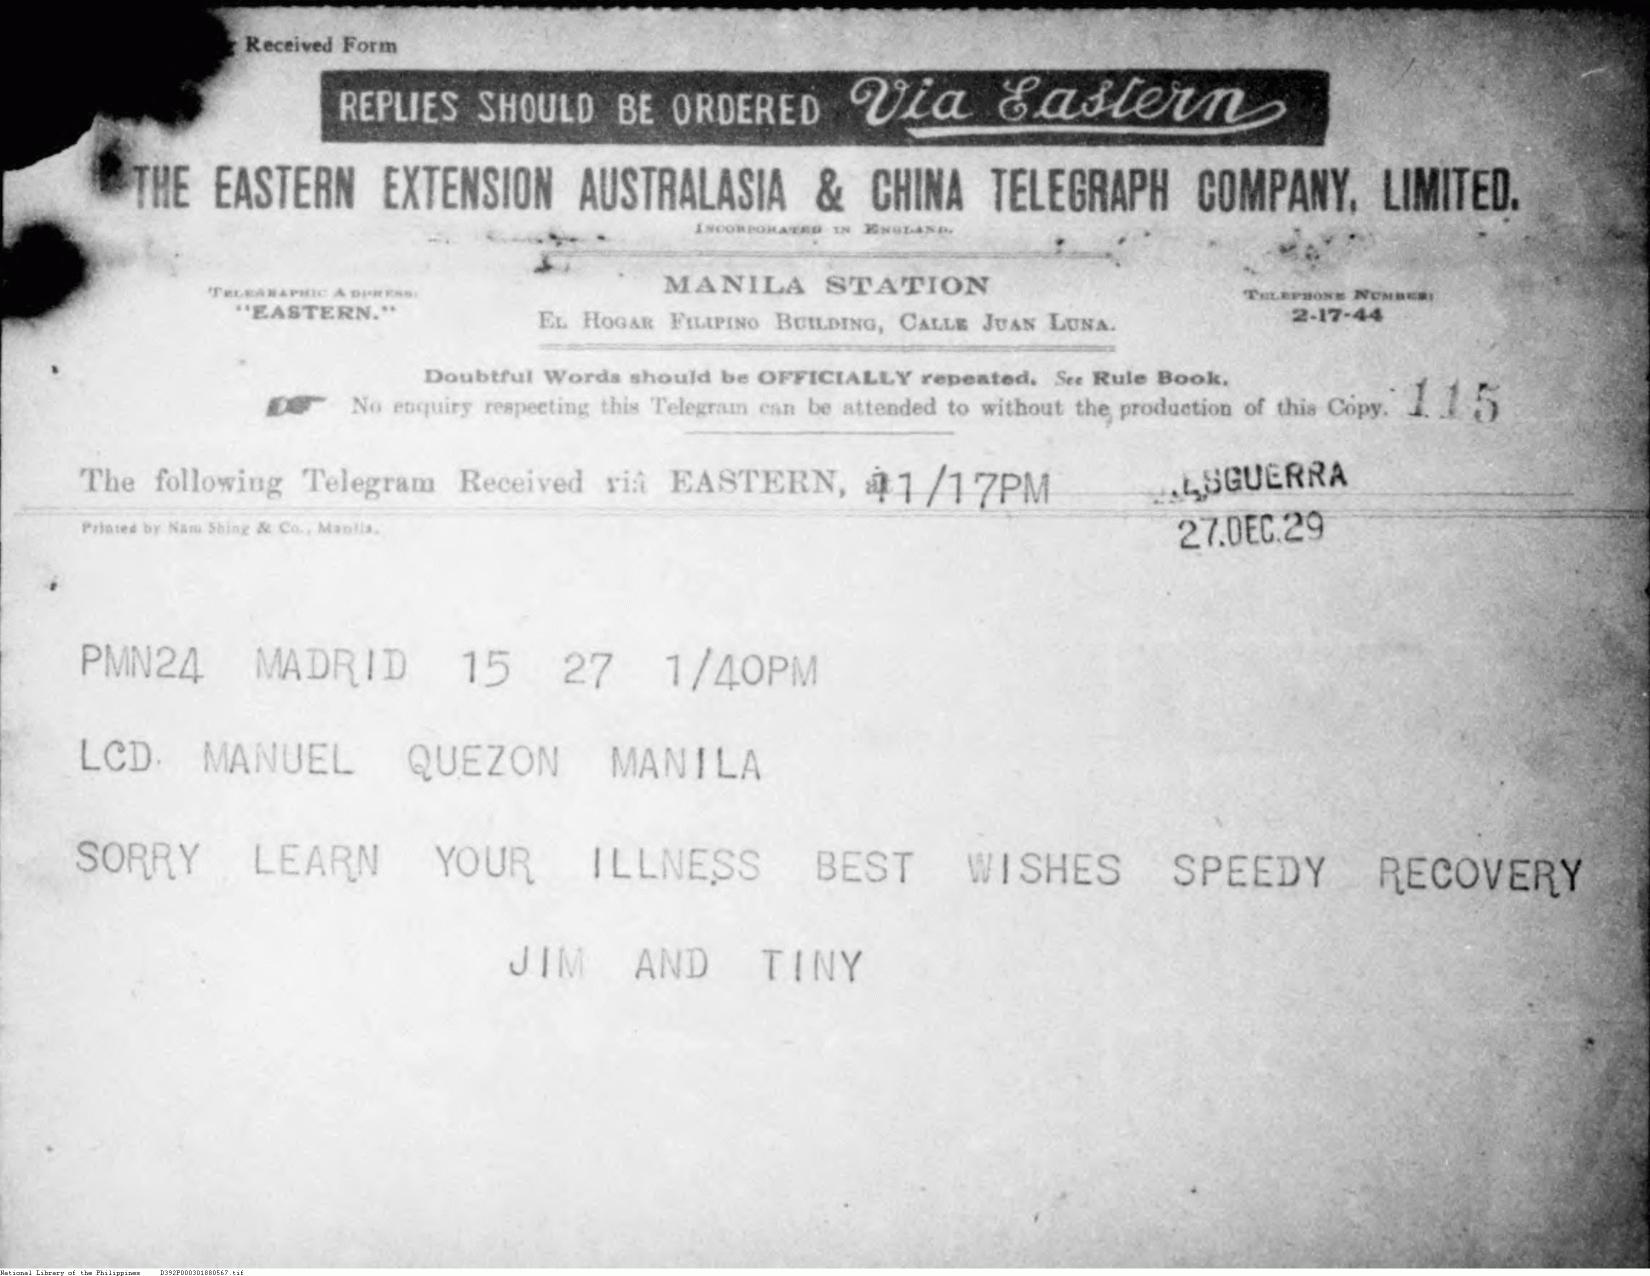 Received Form
REPLIES SHOULD BE ORDERED Via Eastern
THE EASTERN EXTENSION AUSTRALASIA & CHINA TELEGRAPH COMPANY, LIMITED.
INCORPORATED IN ENGLAND.
TELEGRAPHIC ADDRESS:
"EASTERN."
MANILA STATION
EL HOGAR FILIPINO BUILDING, CALLE JUAN LUNA.
TELEPHONE NUMBER:
2-17-44
Doubtful Words should be OFFICIALLY repeated. See Rule Book.
No enquiry respecting this Telegram can be attended to without the production of this Copy. 115
The following Telegram Received viâ EASTERN, at 11/17PM
ESGUERRA
27.DEC.29
Printed by Nam Shing & Co., Manila.
PMN24 MADRID 15 27 1/40PM
LCD MANUEL QUEZON MANILA
SORRY LEARN YOUR ILLNESS BEST WISHES SPEEDY RECOVERY
JIM AND TINY
National Library of the Philippines D392P000301880567.tif